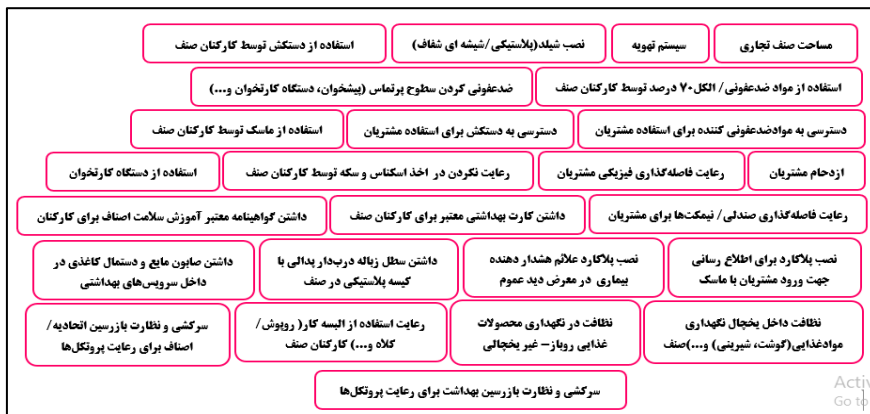 مساحت صنف تجاری
سیستم تهویه
نصب شیلد(پلاستیکی/شیشه ای شفاف)
استفاده از دستکش توسط کارکنان صنف
استفاده از مواد ضدعفونی/ الکل۷۰ درصد توسط کارکنان صنف
ضدعفونی کردن سطوح پرتماس (پیشخوان، دستگاه کارتخوان و...)
دسترسی به موادضدعفونی کننده برای استفاده مشتریان
دسترسی به دستکش برای استفاده مشتریان
استفاده از ماسک توسط کارکنان صنف
ازدحام مشتریان
رعایت فاصله‌گذاری فیزیکی مشتریان
رعایت نکردن در اخذ اسکناس و سکه توسط کارکنان صنف
استفاده از دستگاه کارتخوان
رعایت فاصله‌گذاری صندلی/ نیمکت‌ها برای مشتریان
داشتن کارت بهداشتی معتبر برای کارکنان صنف
داشتن گواهینامه معتبر آموزش سلامت اصناف برای کارکنان
نصب پلاکارد برای اطلاع رسانی
جهت ورود مشتریان با ماسک
نصب پلاکارد علائم هشدار دهنده
بیماری در معرض دید عموم
داشتن سطل زباله درب‌دار پدالی با
کیسه پلاستیکی در صنف
داشتن صابون مایع و دستمال کاغذی در
داخل سرویس‌های بهداشتی
نظافت داخل یخچال نگهداری
موادغذایی(گوشت، شیرینی) و...)صنف
نظافت در نگهداری محصولات
غذایی روباز- غیر یخچالی
رعایت استفاده از البسه کار( روپوش/
کلاه و...) کارکنان صنف
سرکشی و نظارت بازرسین اتحادیه/
اصناف برای رعایت پروتکل‌ها
سرکشی و نظارت بازرسین بهداشت برای رعایت پروتکل‌ها
Go to